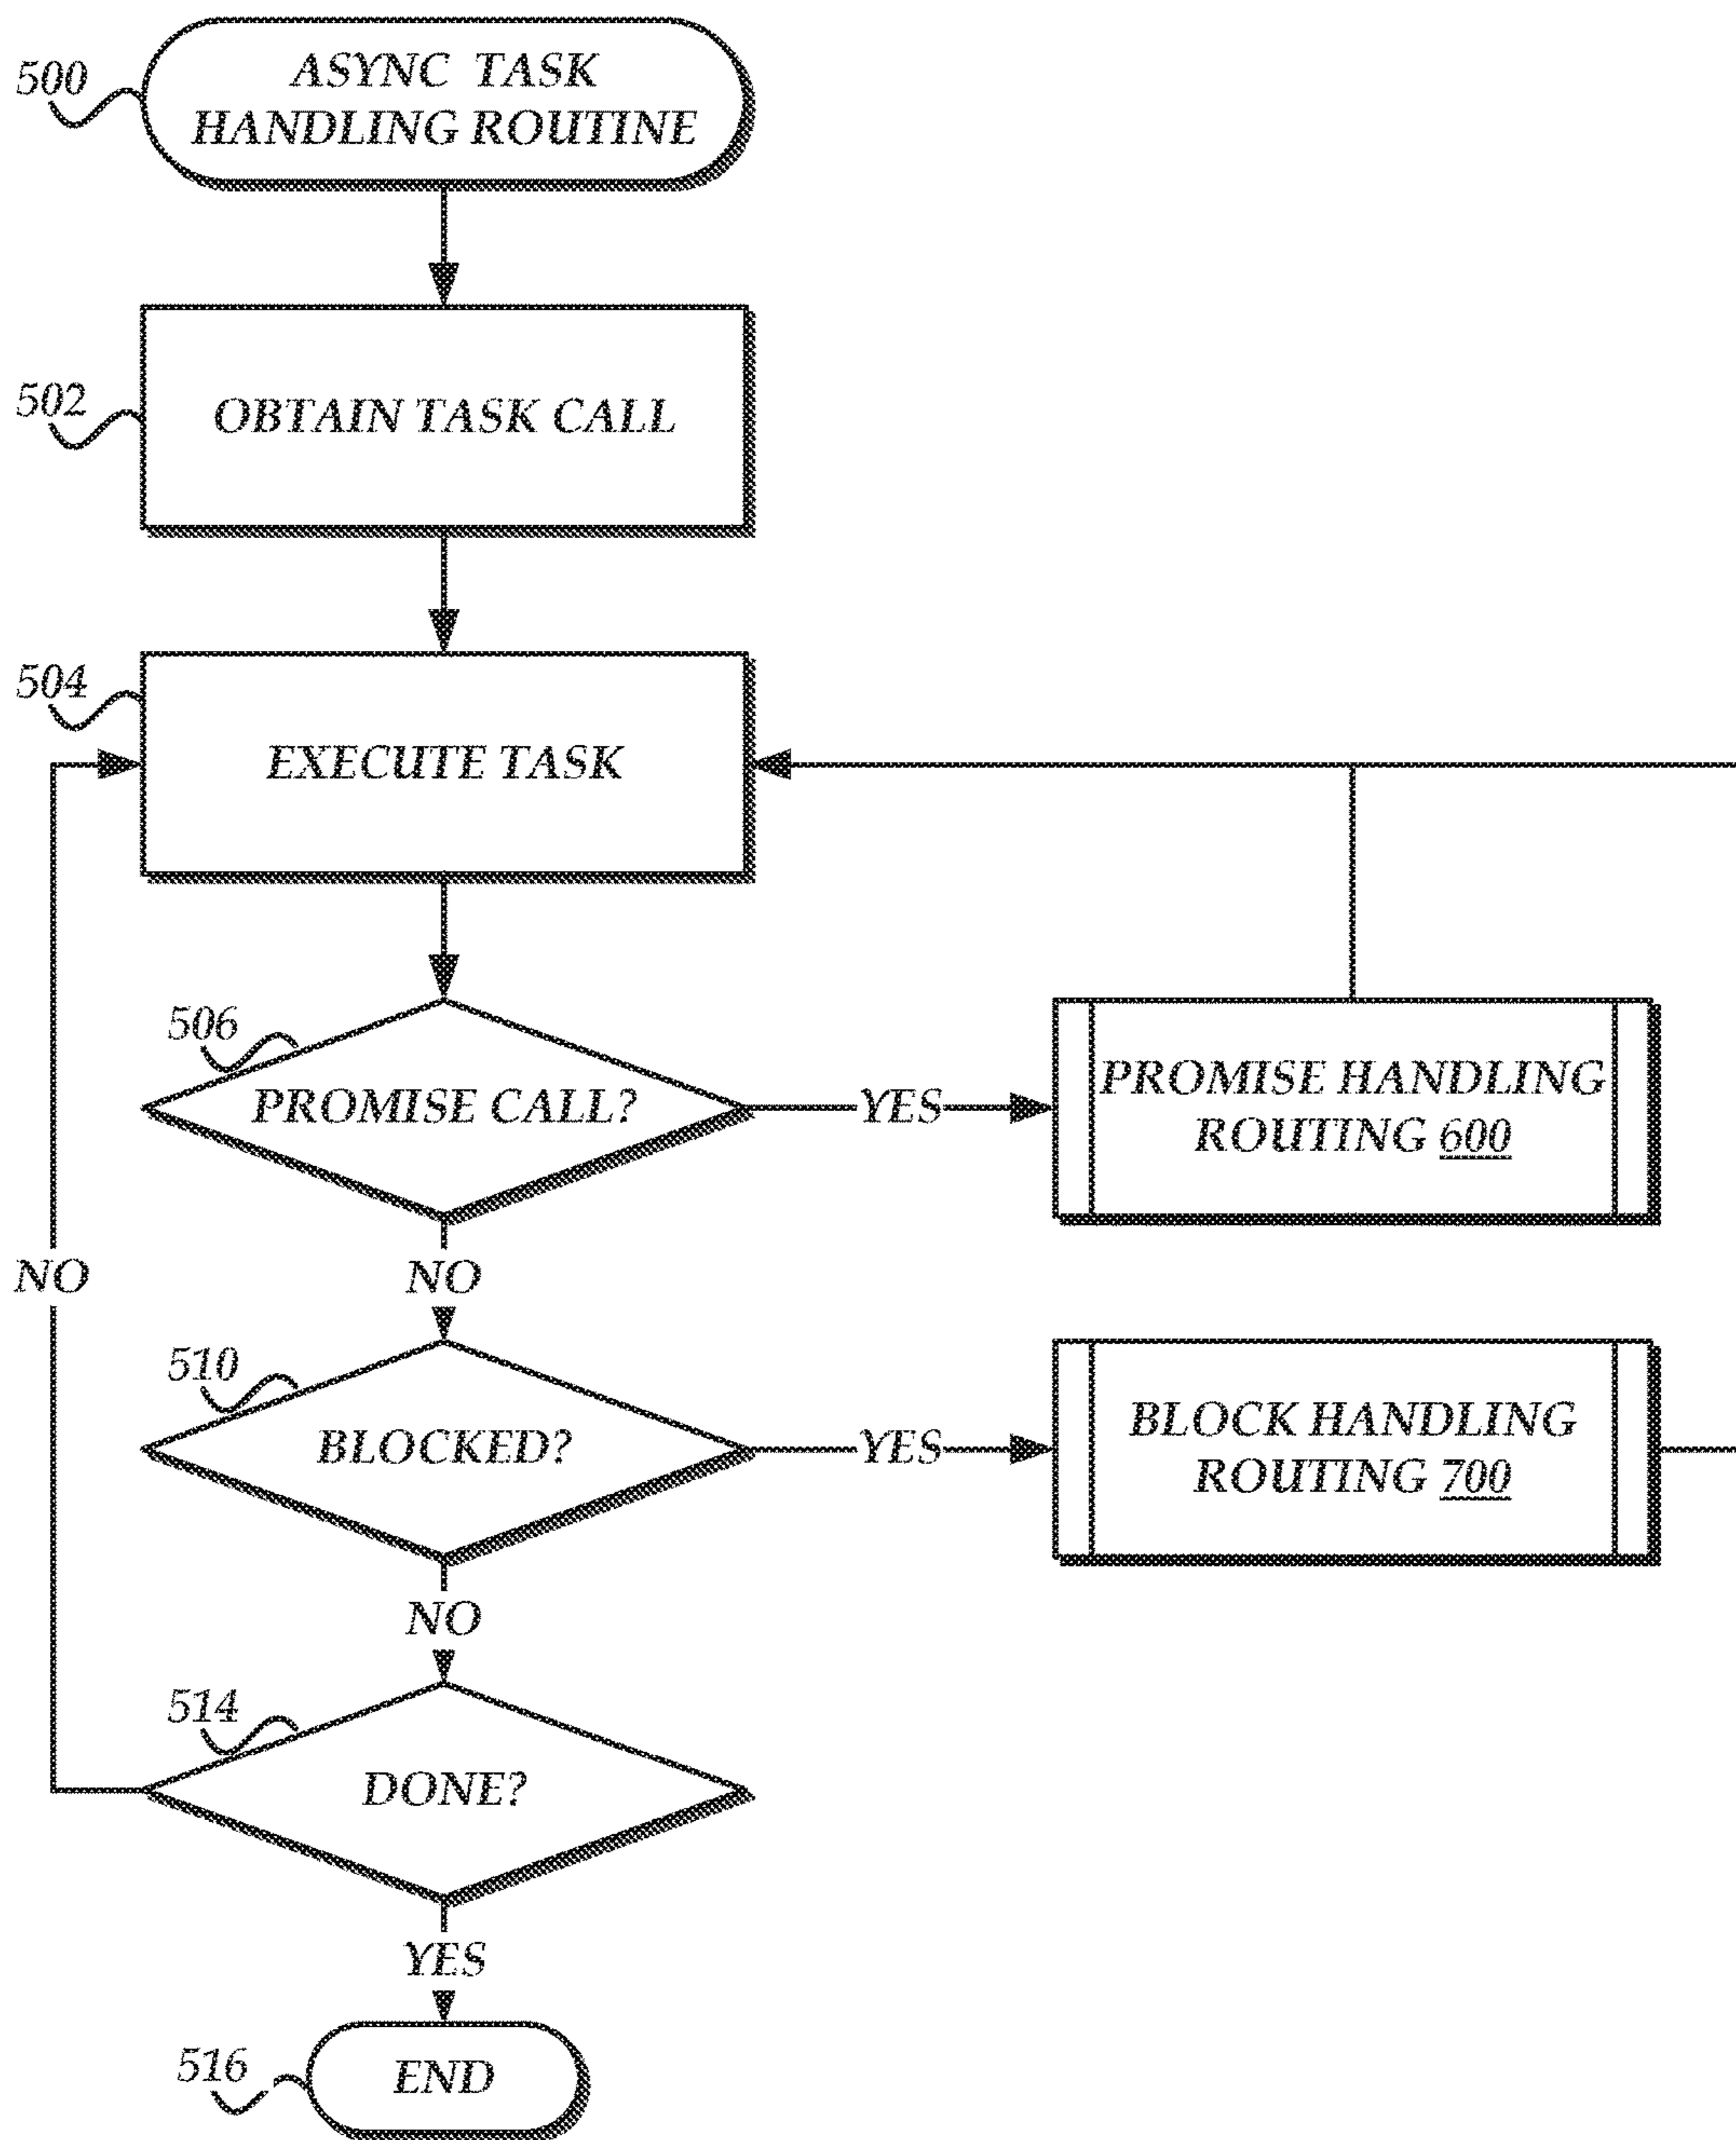 500
ASYNC TASK
HANDLING ROUTINE
502
OBTAIN TASK CALL
504
EXECUTE TASK
506
PROMISE CALL?
YES
PROMISE HANDLING
ROUTING 600
NO
NO
510
BLOCKED?
YES
BLOCK HANDLING
ROUTING 700
NO
514
DONE?
YES
516
END